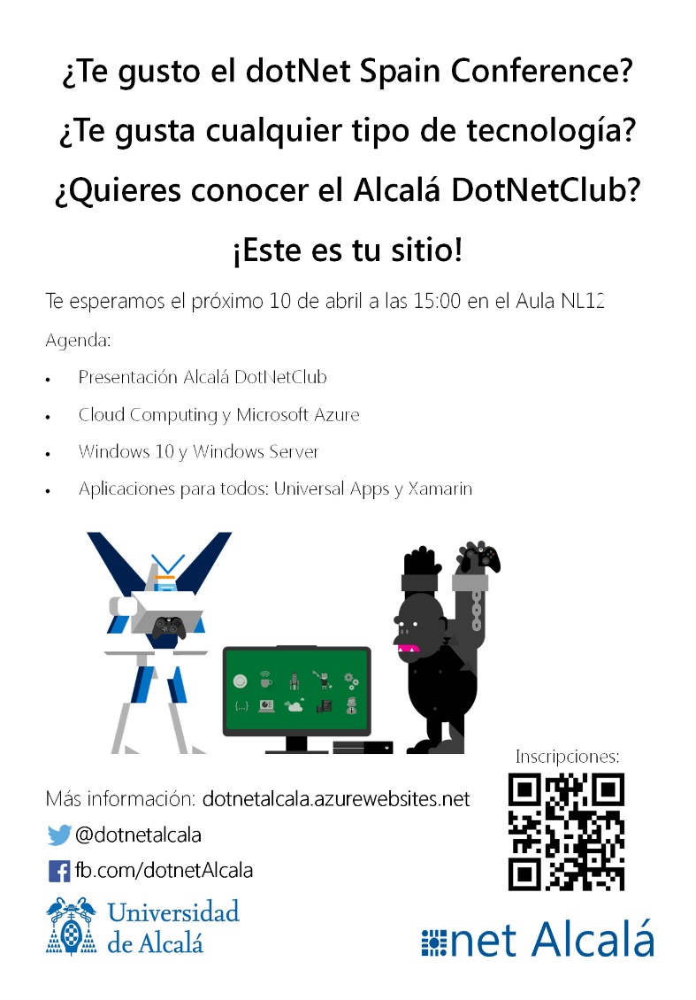 ¿Te gusto el dotNet Spain Conference?
¿Te gusta cualquier tipo de tecnología?
¿Quieres conocer el Alcalá DotNetClub?
¡Este es tu sitio!
Te esperamos el próximo 10 de abril a las 15:00 en el Aula NL12
Agenda:
• Presentación Alcalá DotNetClub
• Cloud Computing y Microsoft Azure
• Windows 10 y Windows Server
• Aplicaciones para todos: Universal Apps y Xamarin
{...}
Inscripciones:
Más información: dotnetalcala.azurewebsites.net
@dotnetalcala
fb.com/dotnetAlcala
Universidad
de Alcalá
net Alcalá